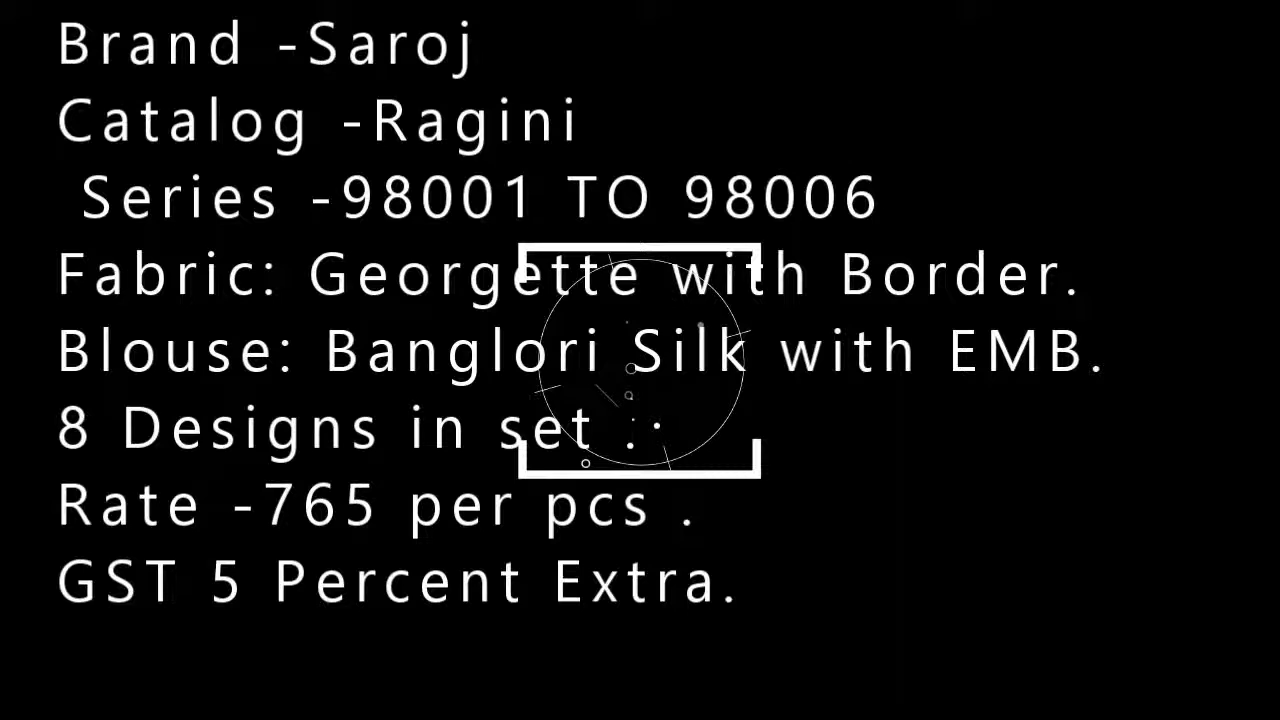 Brand -Saroj
Catalog -Ragini
Series -98001 TO 98006
Fabric: Georgette with Border.
Blouse: Banglori Silk with EMB.
8 Designs in set .
Rate -765 per pcs .
GST 5 Percent Extra.